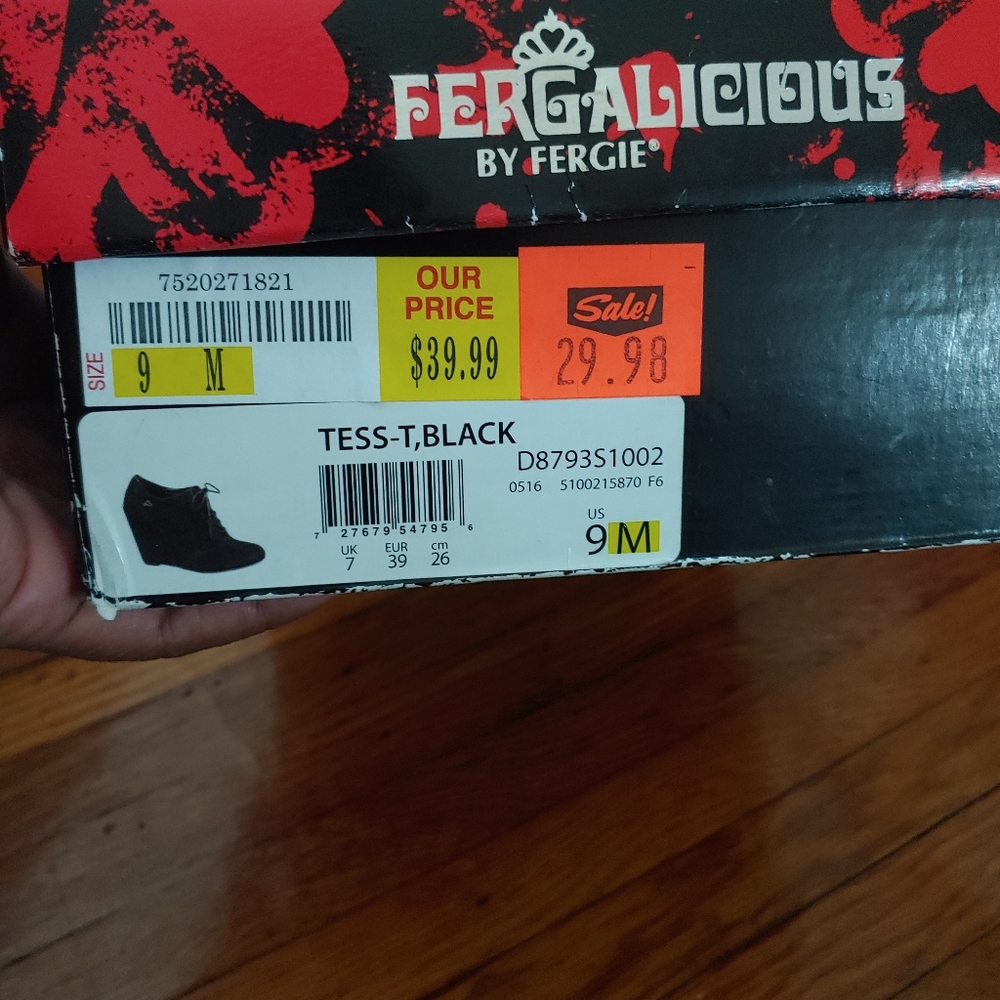 FERGALICIOUS
BY FERGIE®
7520271821
SIZE
9 M
OUR
PRICE
$39.99
Sale!
29.98
TESS-T,BLACK
D8793S1002
0516 5100215870 F6
7 27679 54795 6
UK EUR cm
7 39 26
US
9 M